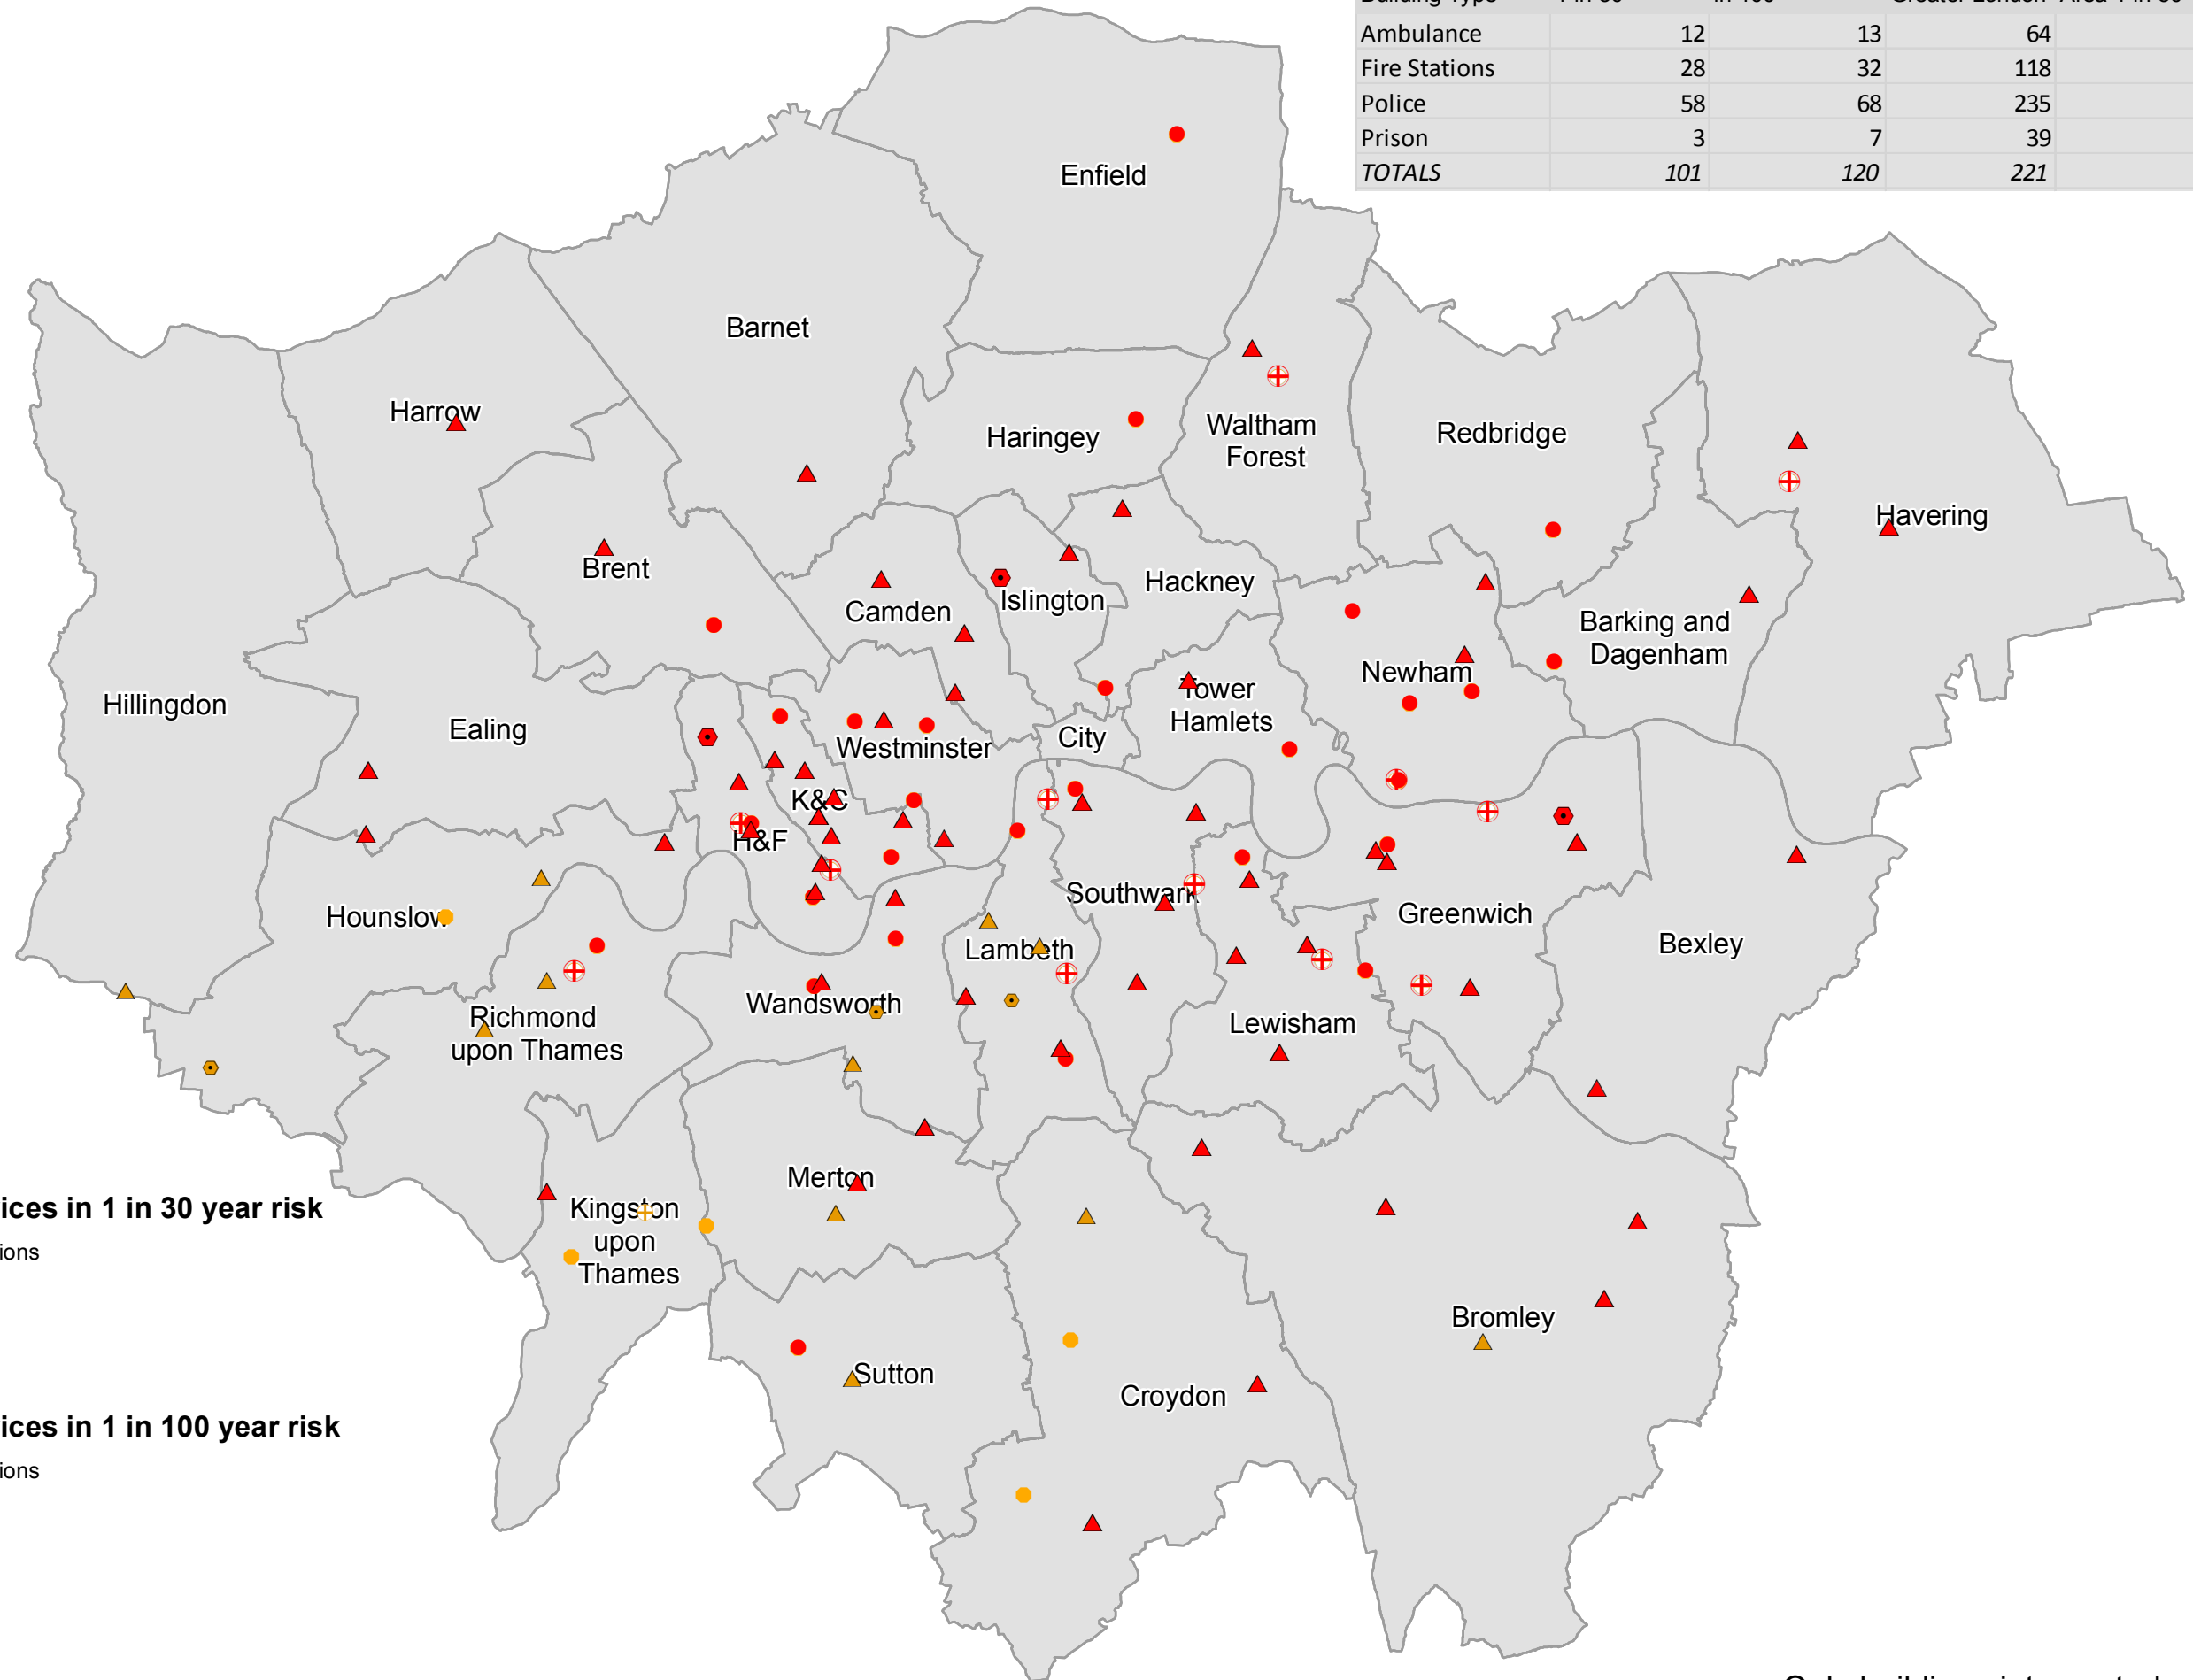 Ambulance 12 13 64
Fire Stations 28 32 118
Police 58 68 235
Prison 3 7 39
TOTALS 101 120 221
Enfield
Barnet
Harrow
Haringey
Waltham
Forest
Redbridge
Havering
Brent
Camden
Islington
Hackney
Barking and
Dagenham
Newham
Hillingdon
Ealing
Westminster
City
Tower
Hamlets
K&C
H&F
Hounslow
Southwark
Greenwich
Bexley
Lambeth
Wandsworth
Richmond
upon Thames
Lewisham
Merton
Kingston
upon
Thames
ices in 1 in 30 year risk
ions
Bromley
Sutton
Croydon
ices in 1 in 100 year risk
ions